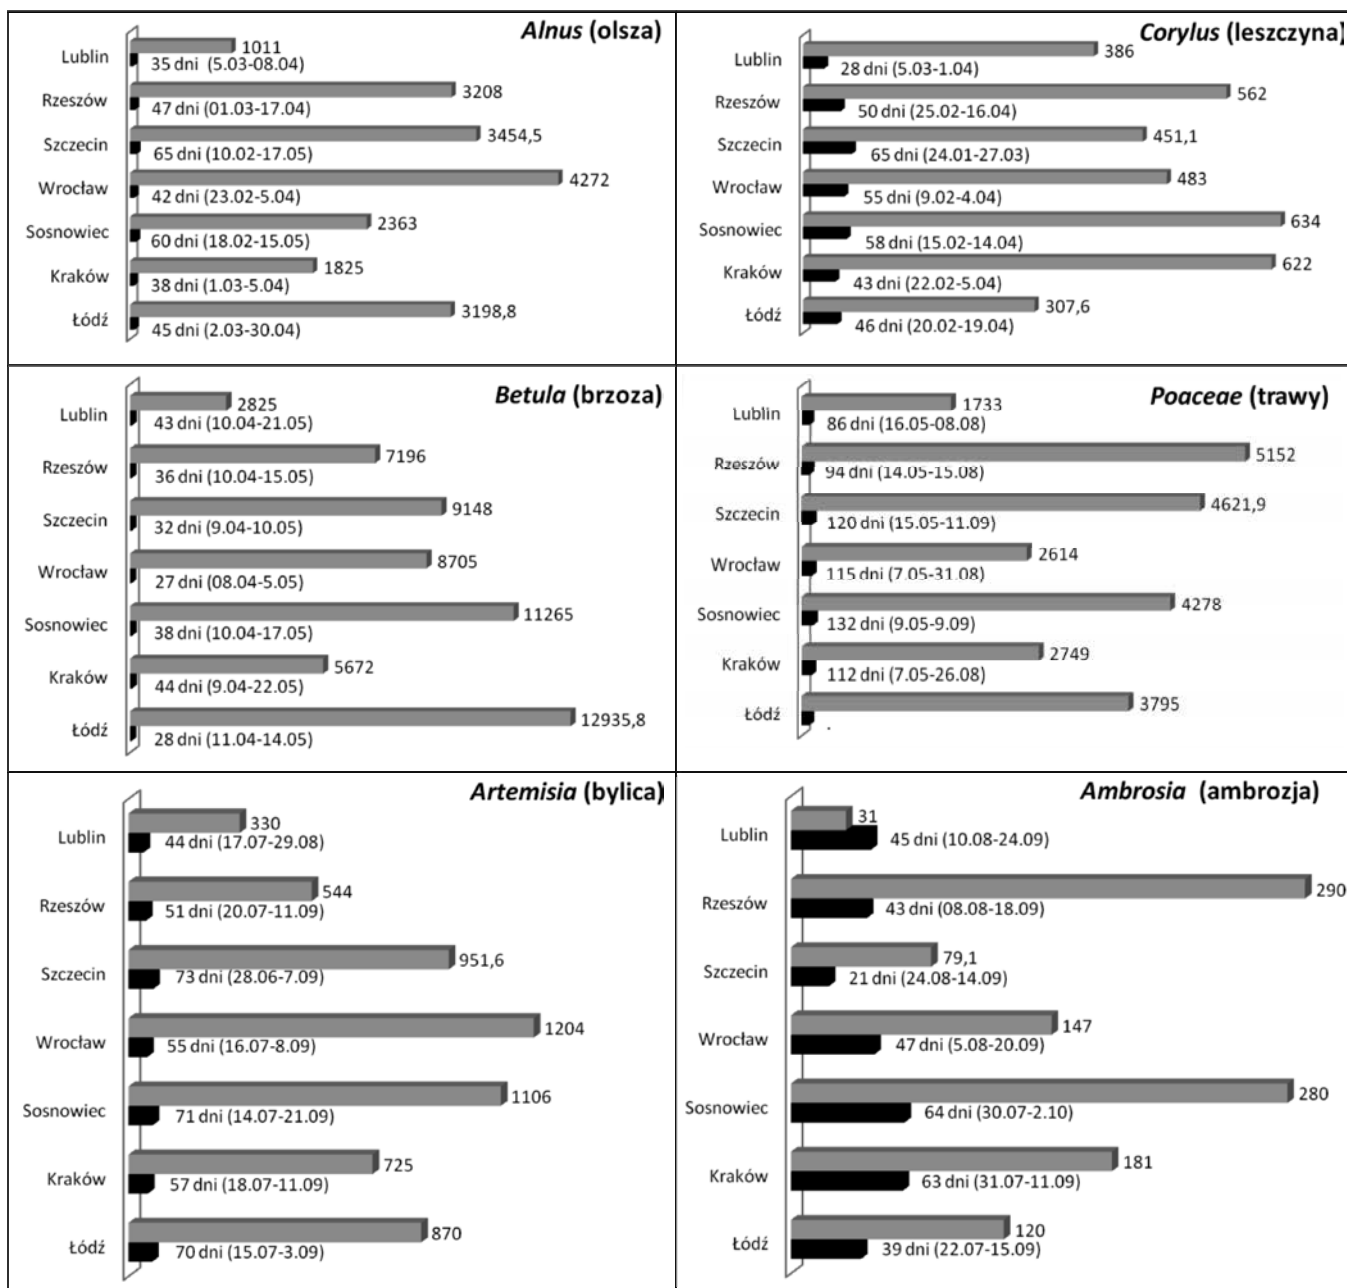 Alnus (olsza)
Lublin
1011
35 dni (5.03-08.04)
Rzeszów
3208
47 dni (01.03-17.04)
Szczecin
3454,5
65 dni (10.02-17.05)
Wrocław
4272
42 dni (23.02-5.04)
Sosnowiec
2363
60 dni (18.02-15.05)
Kraków
1825
38 dni (1.03-5.04)
Łódź
3198,8
45 dni (2.03-30.04)
Corylus (leszczyna)
Lublin
386
28 dni (5.03-1.04)
Rzeszów
562
50 dni (25.02-16.04)
Szczecin
451,1
65 dni (24.01-27.03)
Wrocław
483
55 dni (9.02-4.04)
Sosnowiec
634
58 dni (15.02-14.04)
Kraków
622
43 dni (22.02-5.04)
Łódź
307,6
46 dni (20.02-19.04)
Betula (brzoza)
Lublin
2825
43 dni (10.04-21.05)
Rzeszów
7196
36 dni (10.04-15.05)
Szczecin
9148
32 dni (9.04-10.05)
Wrocław
8705
27 dni (08.04-5.05)
Sosnowiec
11265
38 dni (10.04-17.05)
Kraków
5672
44 dni (9.04-22.05)
Łódź
12935,8
28 dni (11.04-14.05)
Poaceae (trawy)
Lublin
1733
86 dni (16.05-08.08)
Rzeszów
5152
94 dni (14.05-15.08)
Szczecin
4621,9
120 dni (15.05-11.09)
Wrocław
2614
115 dni (7.05-31.08)
Sosnowiec
4278
132 dni (9.05-9.09)
Kraków
2749
112 dni (7.05-26.08)
Łódź
3795
.
Artemisia (bylica)
Lublin
330
44 dni (17.07-29.08)
Rzeszów
544
51 dni (20.07-11.09)
Szczecin
951,6
73 dni (28.06-7.09)
Wrocław
1204
55 dni (16.07-8.09)
Sosnowiec
1106
71 dni (14.07-21.09)
Kraków
725
57 dni (18.07-11.09)
Łódź
870
70 dni (15.07-3.09)
Ambrosia (ambrozja)
Lublin
31
45 dni (10.08-24.09)
Rzeszów
290
43 dni (08.08-18.09)
Szczecin
79,1
21 dni (24.08-14.09)
Wrocław
147
47 dni (5.08-20.09)
Sosnowiec
280
64 dni (30.07-2.10)
Kraków
181
63 dni (31.07-11.09)
Łódź
120
39 dni (22.07-15.09)